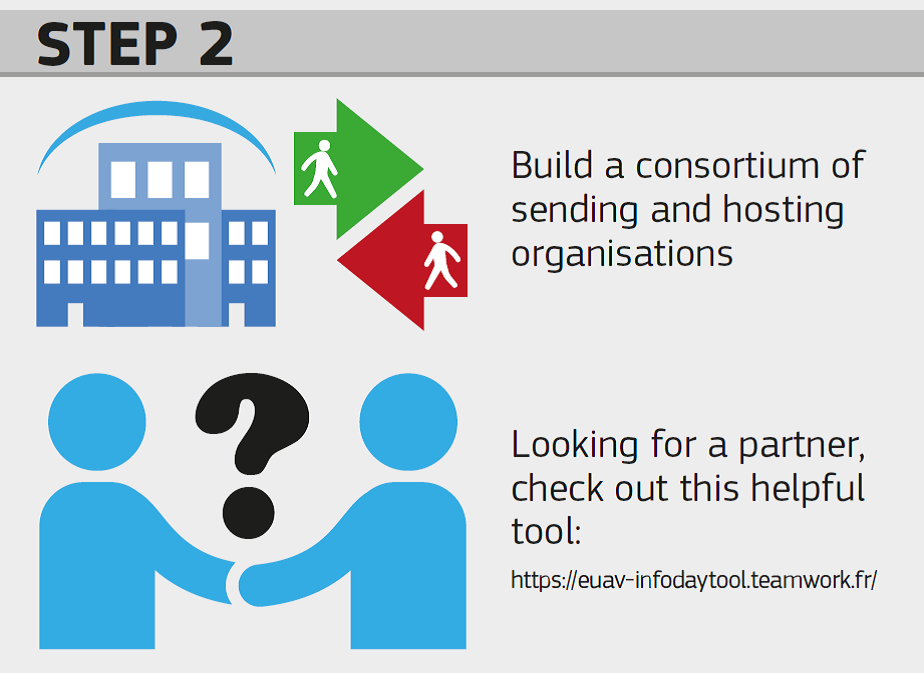 STEP 2
Build a consortium of
sending and hosting
organisations
Looking for a partner,
check out this helpful
tool:
https://euav-infodaytool.teamwork.fr/